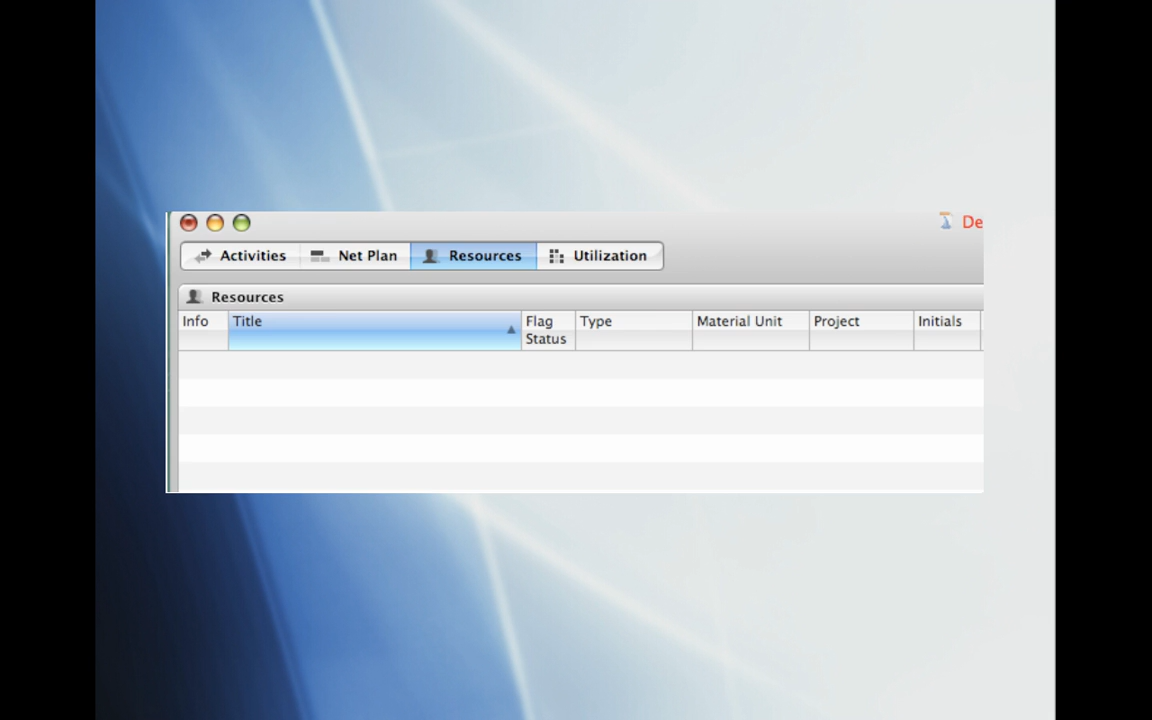 De
Activities Net Plan Resources Utilization
Resources
Info Title Flag Status Type Material Unit Project Initials